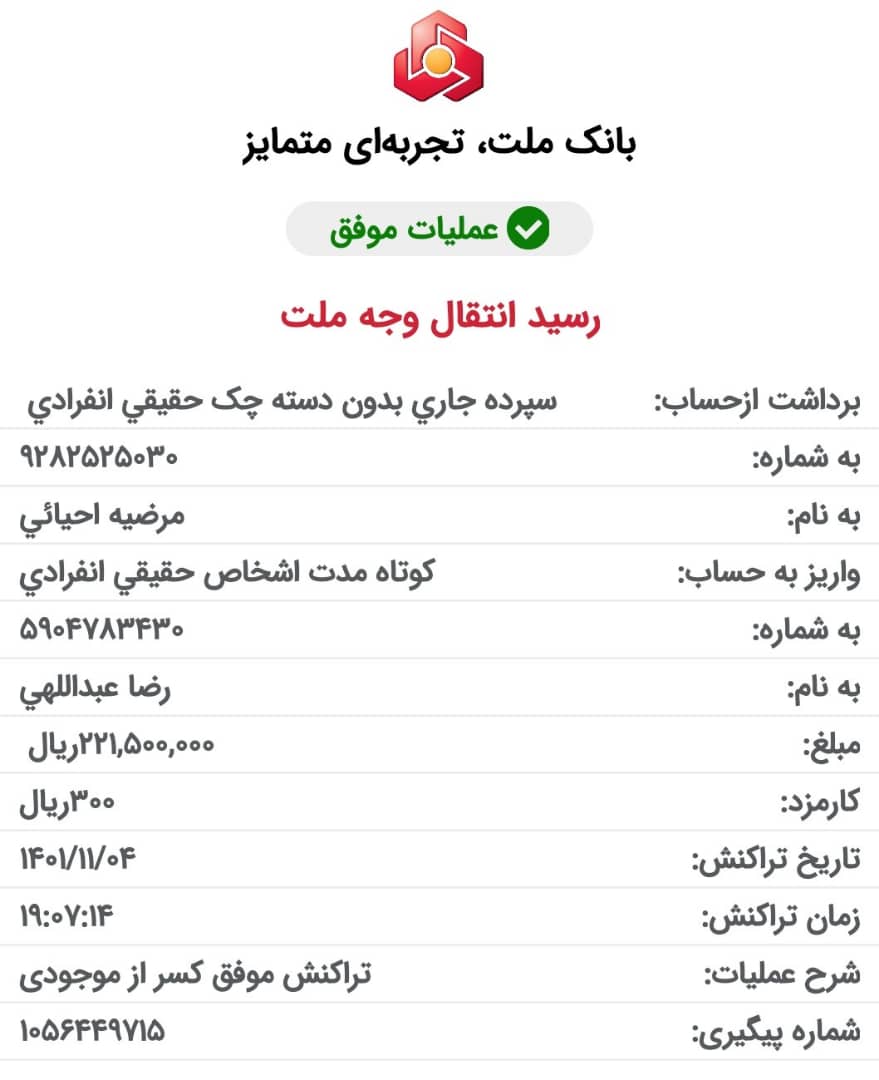 بانک ملت، تجربه‌ای متمایز
عملیات موفق
رسید انتقال وجه ملت
برداشت ازحساب: سپرده جاري بدون دسته چک حقيقي انفرادي
به شماره: ۹۲۸۲۵۲۵۰۳۰
به نام: مرضيه احيائي
واریز به حساب: کوتاه مدت اشخاص حقيقي انفرادي
به شماره: ۵۹۰۴۷۸۳۴۳۰
به نام: رضا عبداللهي
مبلغ: ۲۲۱,۵۰۰,۰۰۰ریال
کارمزد: ۳۰۰ریال
تاریخ تراکنش: ۱۴۰۱/۱۱/۰۴
زمان تراکنش: ۱۹:۰۷:۱۴
شرح عملیات: تراکنش موفق کسر از موجودی
شماره پیگیری: ۱۰۵۶۴۴۹۷۱۵